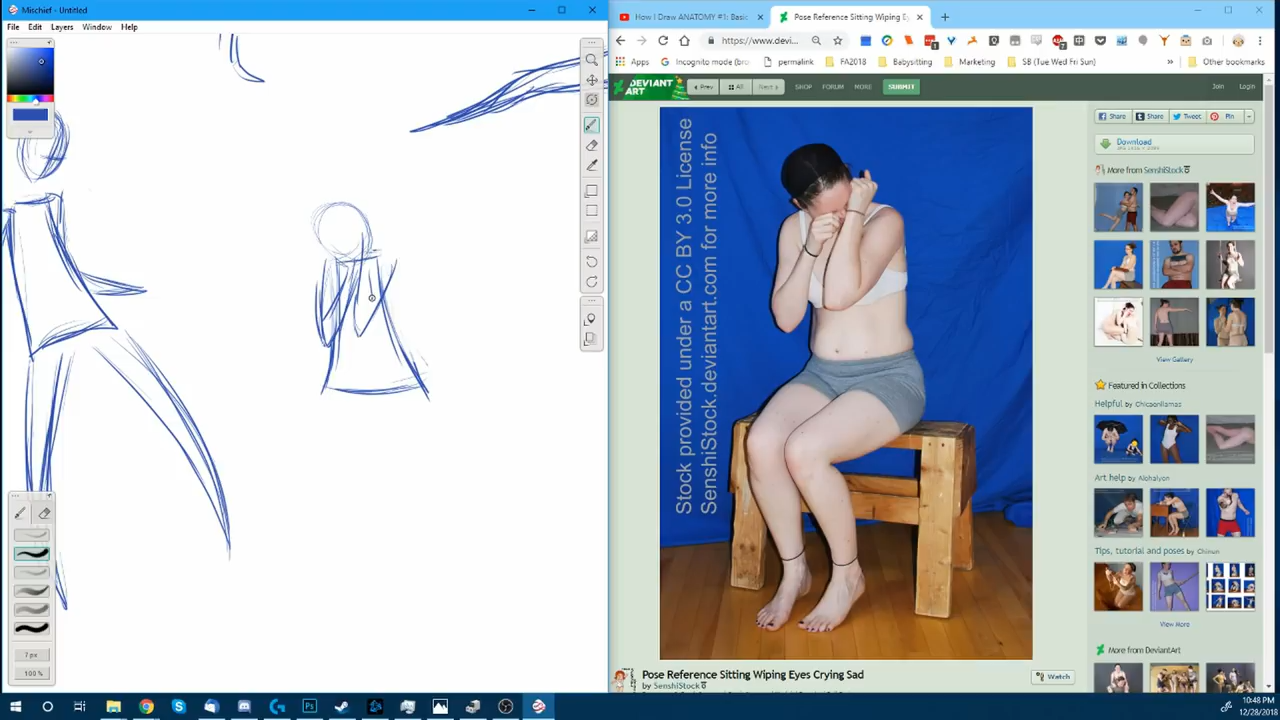 Mischief - Untitled
File Edit Layers Window Help
7 px
100 %
How I Draw ANATOMY #1: Basic
Pose Reference Sitting Wiping Ey
https://www.devi...
Apps
Incognito mode (bro
permalink
FA2018
Babysitting
Marketing
SB (Tue Wed Fri Sun)
Other bookmarks
DEVIANT ART
Prev
All
Next
SHOP
FORUM
MORE
SUBMIT
Join
Login
Stock provided under a CC BY 3.0 License
SenshiStock.deviantart.com for more info
Share
Share
Tweet
Pin
Download
More from SenshiStock
View Gallery
Featured in Collections
Helpful by Chicaonllamas
Art help by Alohalyon
Tips, tutorial and poses by Chinun
View More
More from DeviantArt
Pose Reference Sitting Wiping Eyes Crying Sad
by SenshiStock
Watch
10:48 PM
12/28/2018